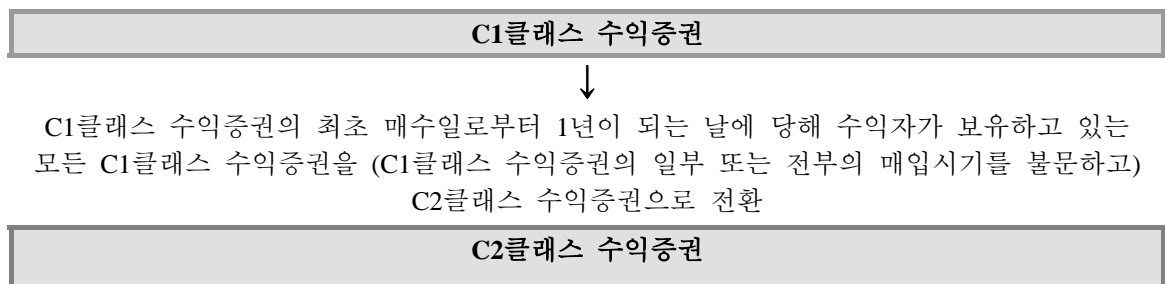 C1클래스 수익증권
↓
C1클래스 수익증권의 최초 매수일로부터 1년이 되는 날에 당해 수익자가 보유하고 있는
모든 C1클래스 수익증권을 (C1클래스 수익증권의 일부 또는 전부의 매입시기를 불문하고)
C2클래스 수익증권으로 전환
C2클래스 수익증권